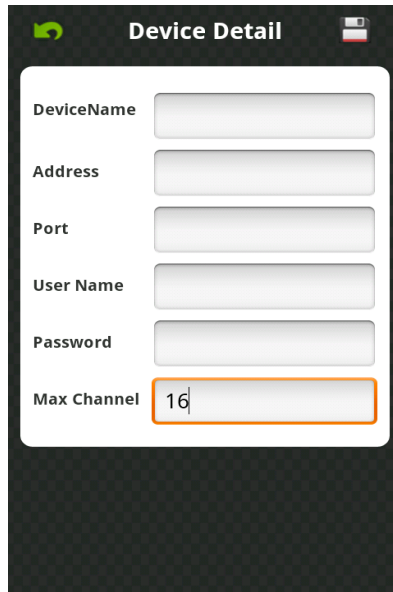 Device Detail
DeviceName
Address
Port
User Name
Password
Max Channel 16